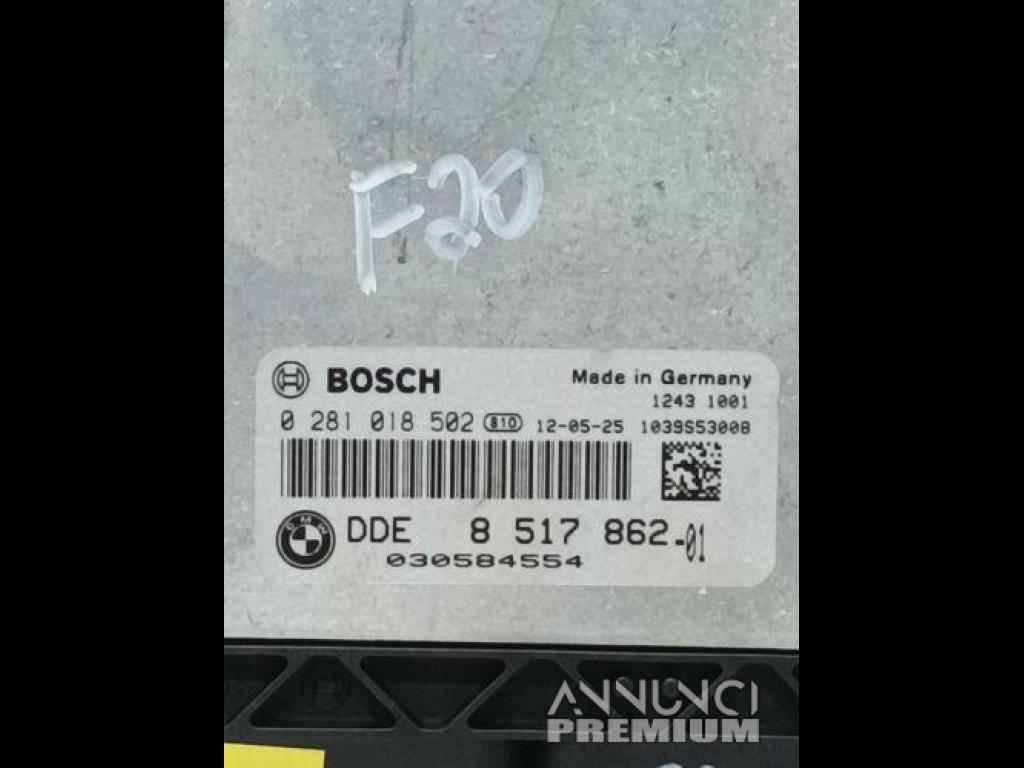 F20
BOSCH
Made in Germany
1243 1001
0 281 018 502 810 12-05-25 1039S53008
BMW
DDE 8 517 862-01
030584554
ANNUNCI
PREMIUM